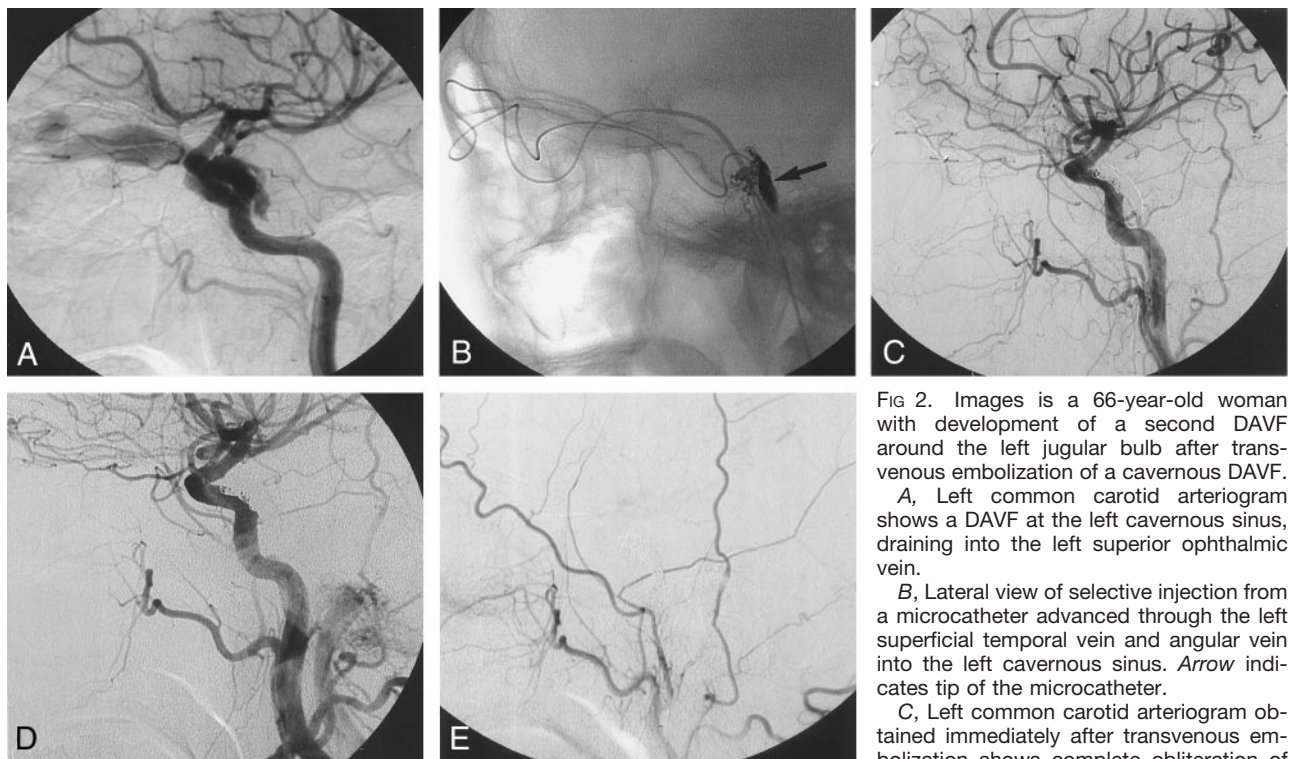 A
B
C
D
E
FIG 2. Images is a 66-year-old woman
with development of a second DAVF
around the left jugular bulb after trans-
venous embolization of a cavernous DAVF.
A, Left common carotid arteriogram
shows a DAVF at the left cavernous sinus,
draining into the left superior ophthalmic
vein.
B, Lateral view of selective injection from
a microcatheter advanced through the left
superficial temporal vein and angular vein
into the left cavernous sinus. Arrow indi-
cates tip of the microcatheter.
C, Left common carotid arteriogram ob-
tained immediately after transvenous em-
bolization shows complete obliteration of